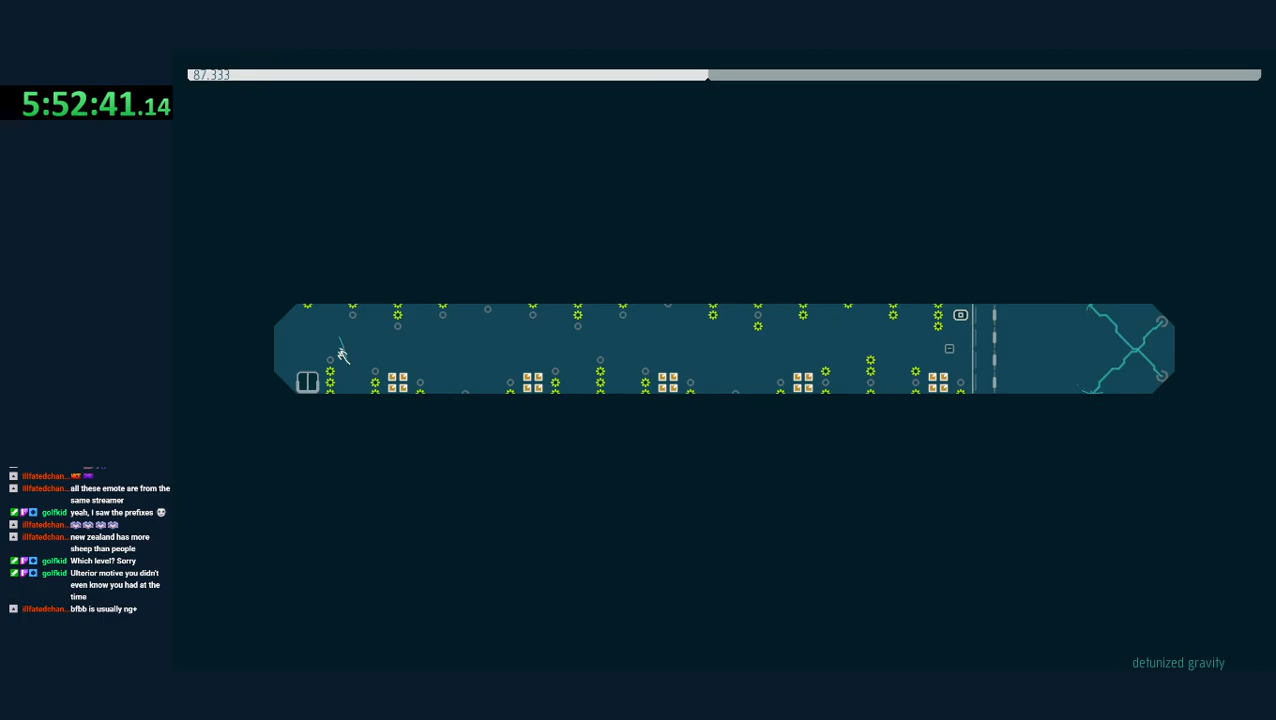 87.333
5:52:41.14
illfatedchan...
illfatedchan... all these emote are from the
same streamer
golfkid yeah, I saw the prefixes
illfatedchan...
illfatedchan... new zealand has more
sheep than people
golfkid Which level? Sorry
golfkid Ulterior motive you didn't
even know you had at the
time
illfatedchan... bfbb is usually ng+
detunized gravity